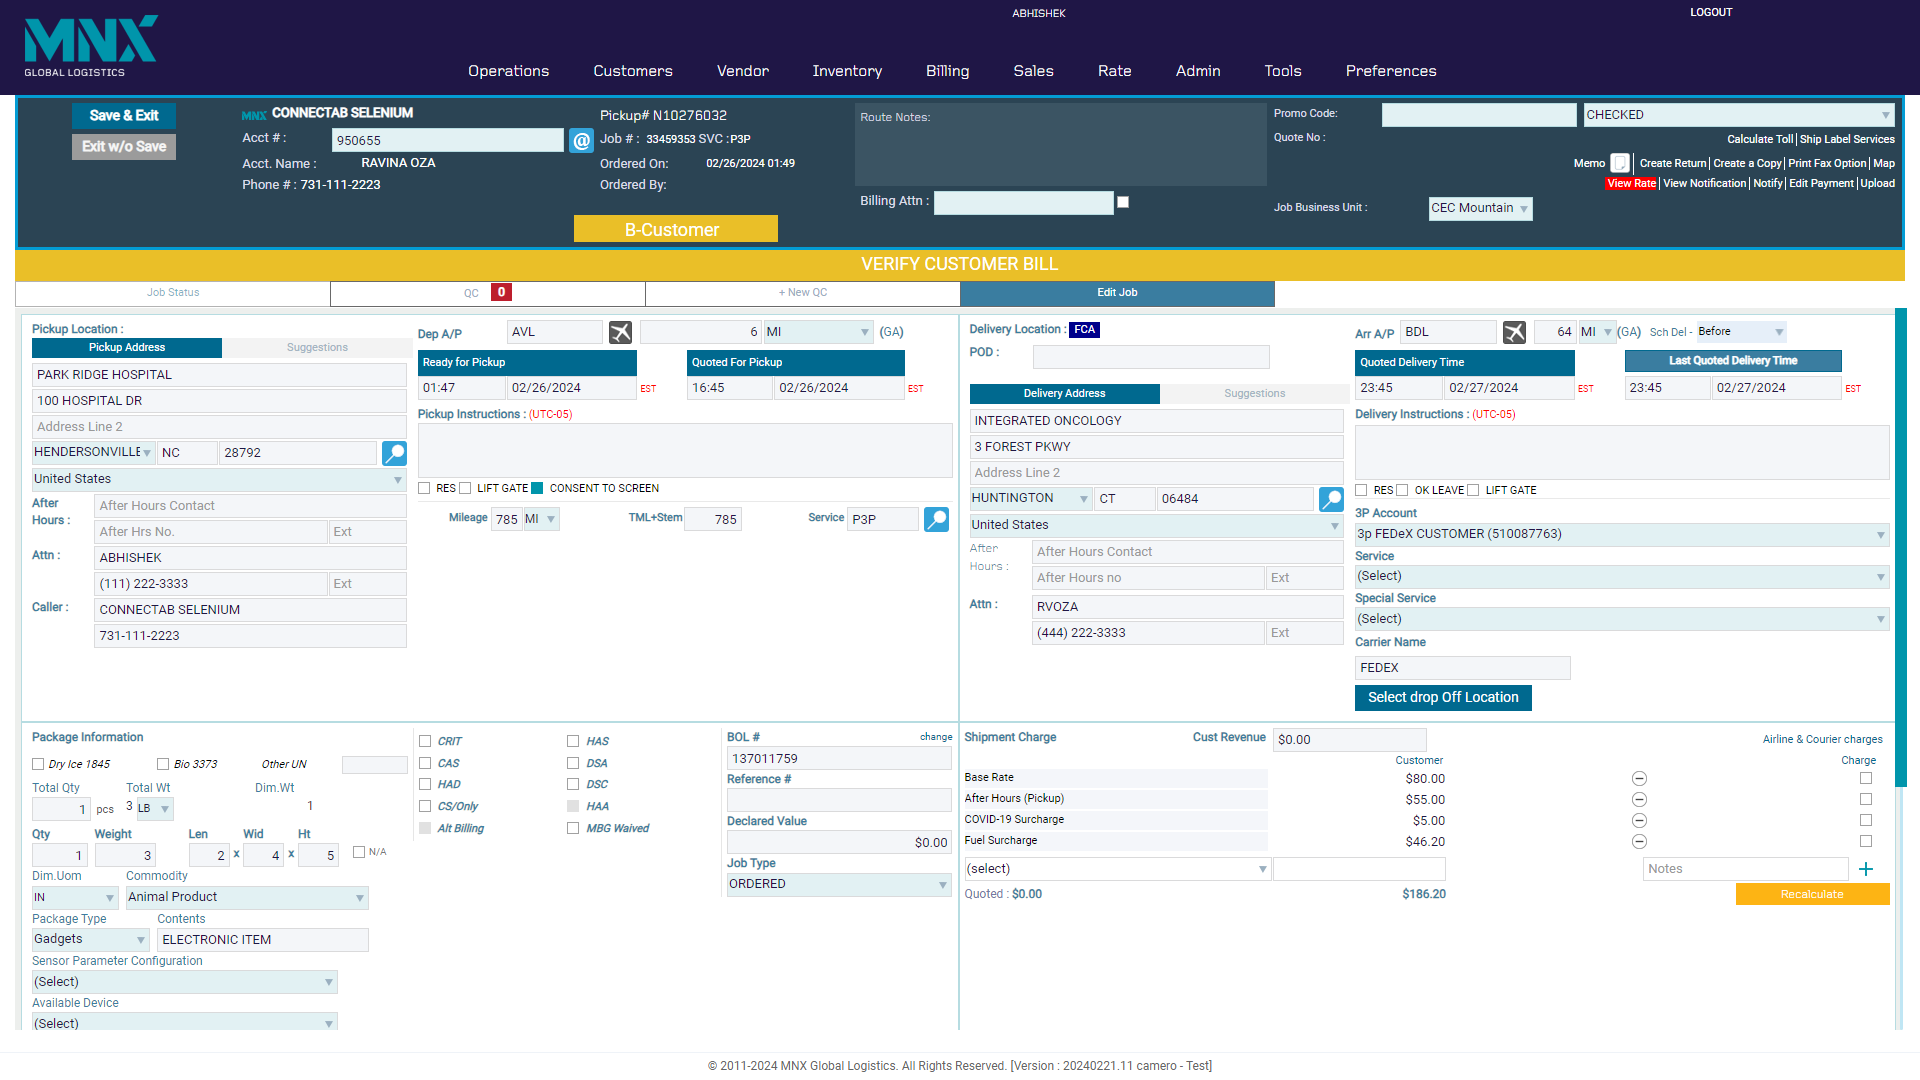 ABHISHEK
LOGOUT
MNX
GLOBAL LOGISTICS
Operations Customers Vendor Inventory Billing Sales Rate Admin Tools Preferences
Save & Exit
Exit w/o Save
MNX CONNECTAB SELENIUM
Acct # : 950655 @
Acct. Name : RAVINA OZA
Phone # : 731-111-2223
Pickup# N10276032
Job # : 33459353 SVC :P3P
Ordered On: 02/26/2024 01:49
Ordered By:
B-Customer
Route Notes:
Billing Attn :
Promo Code: CHECKED
Quote No :
Calculate Toll | Ship Label Services
Memo | Create Return | Create a Copy | Print Fax Option | Map
View Rate | View Notification | Notify | Edit Payment | Upload
Job Business Unit : CEC Mountain
VERIFY CUSTOMER BILL
Job Status QC 0 + New QC Edit Job
Pickup Location :
Pickup Address Suggestions
PARK RIDGE HOSPITAL
100 HOSPITAL DR
Address Line 2
HENDERSONVILLE NC 28792
United States
After Hours : After Hours Contact
After Hrs No. Ext
Attn : ABHISHEK
(111) 222-3333 Ext
Caller : CONNECTAB SELENIUM
731-111-2223
Dep A/P AVL 6 MI (GA)
Ready for Pickup Quoted For Pickup
01:47 02/26/2024 EST 16:45 02/26/2024 EST
Pickup Instructions : (UTC-05)
RES LIFT GATE CONSENT TO SCREEN
Mileage 785 MI TML+Stem 785 Service P3P
Delivery Location : FCA
POD :
Delivery Address Suggestions
INTEGRATED ONCOLOGY
3 FOREST PKWY
Address Line 2
HUNTINGTON CT 06484
United States
After Hours : After Hours Contact
After Hours no Ext
Attn : RVOZA
(444) 222-3333 Ext
Arr A/P BDL 64 MI (GA) Sch Del - Before
Quoted Delivery Time Last Quoted Delivery Time
23:45 02/27/2024 EST 23:45 02/27/2024 EST
Delivery Instructions : (UTC-05)
RES OK LEAVE LIFT GATE
3P Account
3p FEDeX CUSTOMER (510087763)
Service
(Select)
Special Service
(Select)
Carrier Name
FEDEX
Select drop Off Location
Package Information
Dry Ice 1845 Bio 3373 Other UN
Total Qty Total Wt Dim.Wt
1 pcs 3 LB 1
Qty Weight Len Wid Ht
1 3 2 x 4 x 5 N/A
Dim.Uom Commodity
IN Animal Product
Package Type Contents
Gadgets ELECTRONIC ITEM
Sensor Parameter Configuration
(Select)
Available Device
(Select)
CRIT HAS
CAS DSA
HAD DSC
CS/Only HAA
Alt Billing MBG Waived
BOL # change
137011759
Reference #
Declared Value
$0.00
Job Type
ORDERED
Shipment Charge Cust Revenue $0.00 Airline & Courier charges
Customer Charge
Base Rate $80.00
After Hours (Pickup) $55.00
COVID-19 Surcharge $5.00
Fuel Surcharge $46.20
(select) Notes +
Quoted : $0.00 $186.20 Recalculate
© 2011-2024 MNX Global Logistics. All Rights Reserved. [Version : 20240221.11 camero - Test]